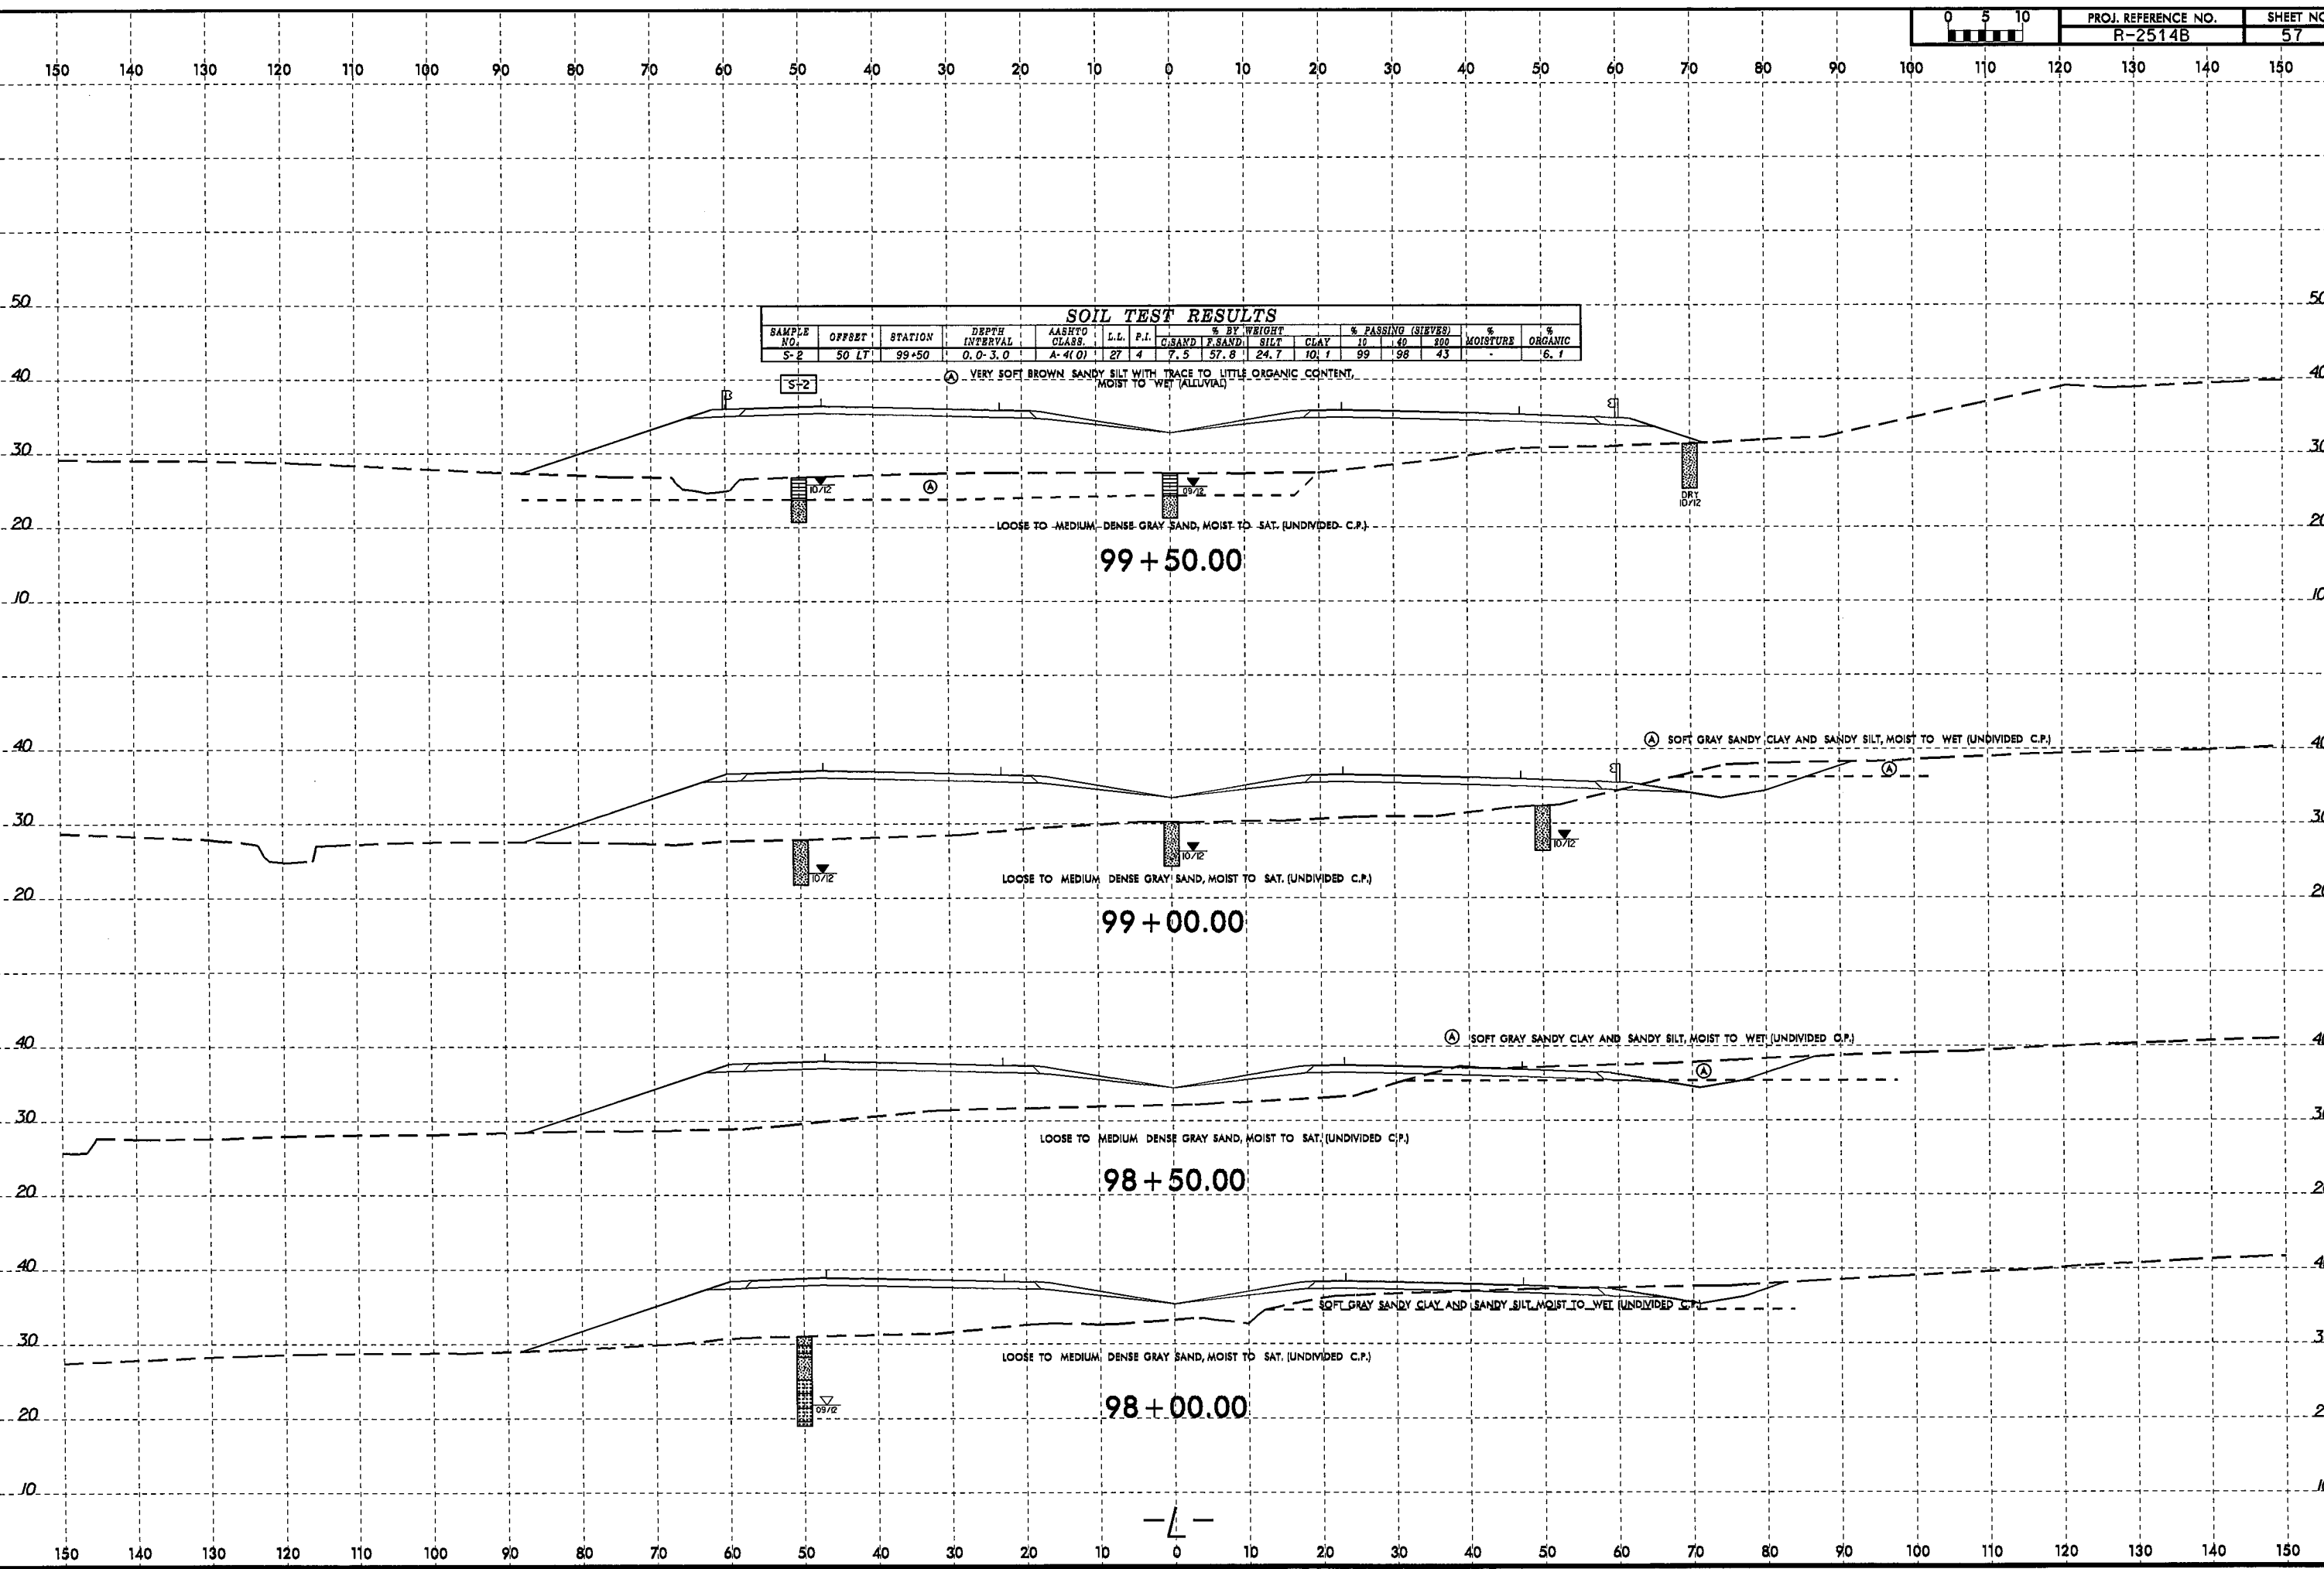 0 5 10
PROJ. REFERENCE NO.
SHEET NO
R-2514B
57
150 140 130 120 110 100 90 80 70 60 50 40 30 20 10 0 10 20 30 40 50 60 70 80 90 100 110 120 130 140 150
50
SOIL TEST RESULTS
SAMPLE NO. OFFSET STATION DEPTH INTERVAL AASHTO CLASS. L.L. P.I. % BY WEIGHT % PASSING (SIEVES) % MOISTURE % ORGANIC
C.SAND F.SAND SILT CLAY 10 40 200
S-2 50 LT 99+50 0.0-3.0 A-4(0) 27 4 7.5 57.8 24.7 10.1 99 98 43 - 6.1
40
S-2
A VERY SOFT BROWN SANDY SILT WITH TRACE TO LITTLE ORGANIC CONTENT,
MOIST TO WET (ALLUVIAL)
30
10/12
A
09/12
DRY
10/12
20
LOOSE TO MEDIUM DENSE GRAY SAND, MOIST TO SAT. (UNDIVIDED C.P.)
99+50.00
10
40
A SOFT GRAY SANDY CLAY AND SANDY SILT, MOIST TO WET (UNDIVIDED C.P.)
A
30
10/12
10/12
10/12
LOOSE TO MEDIUM DENSE GRAY SAND, MOIST TO SAT. (UNDIVIDED C.P.)
20
99+00.00
40
A SOFT GRAY SANDY CLAY AND SANDY SILT, MOIST TO WET (UNDIVIDED C.P.)
A
30
LOOSE TO MEDIUM DENSE GRAY SAND, MOIST TO SAT. (UNDIVIDED C.P.)
98+50.00
20
40
SOFT GRAY SANDY CLAY AND SANDY SILT, MOIST TO WET (UNDIVIDED C.P.)
30
LOOSE TO MEDIUM DENSE GRAY SAND, MOIST TO SAT. (UNDIVIDED C.P.)
09/12
98+00.00
20
10
-L-
150 140 130 120 110 100 90 80 70 60 50 40 30 20 10 0 10 20 30 40 50 60 70 80 90 100 110 120 130 140 150